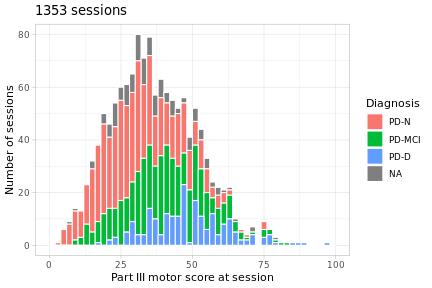 1353 sessions
Number of sessions
80
60
40
20
0
0 25 50 75 100
Part III motor score at session
Diagnosis
PD-N
PD-MCI
PD-D
NA